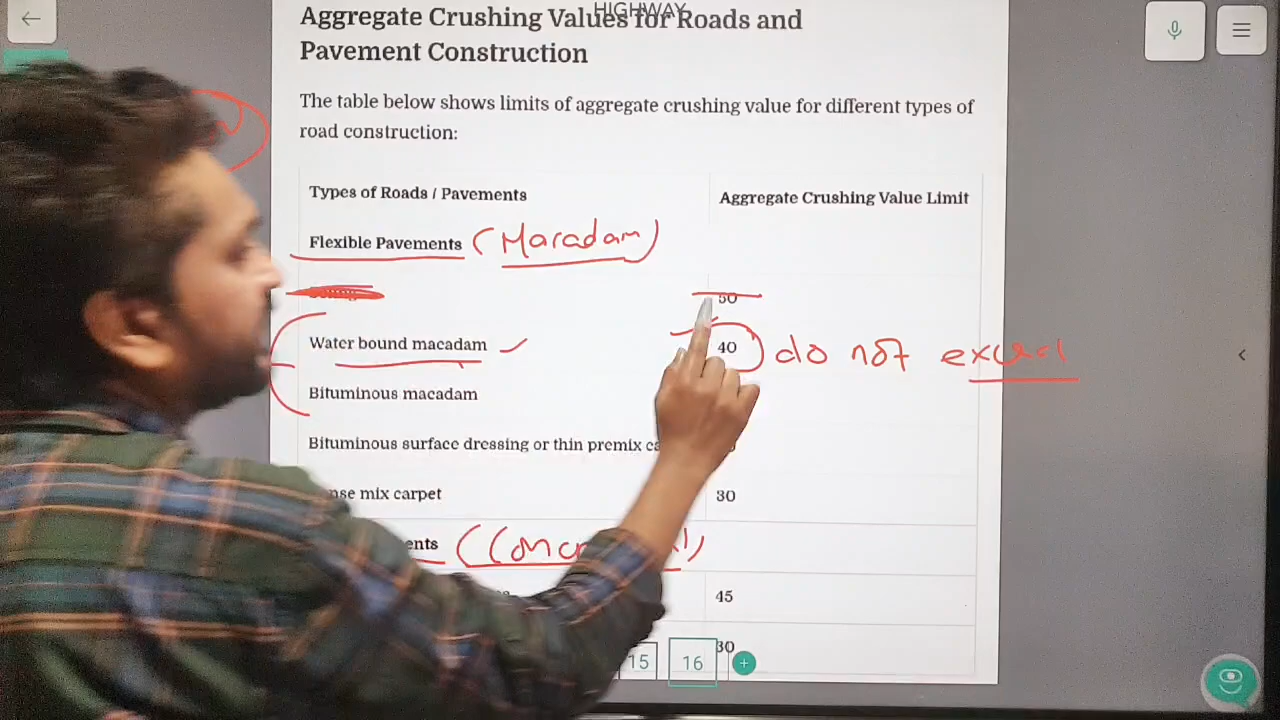 HIGHWAY
Aggregate Crushing Values for Roads and
Pavement Construction
The table below shows limits of aggregate crushing value for different types of
road construction:
Types of Roads / Pavements
Aggregate Crushing Value Limit
Flexible Pavements (Macadam)
50
Water bound macadam
40 do not exceed
Bituminous macadam
Bituminous surface dressing or thin premix
mix carpet
30
45
30
15
16